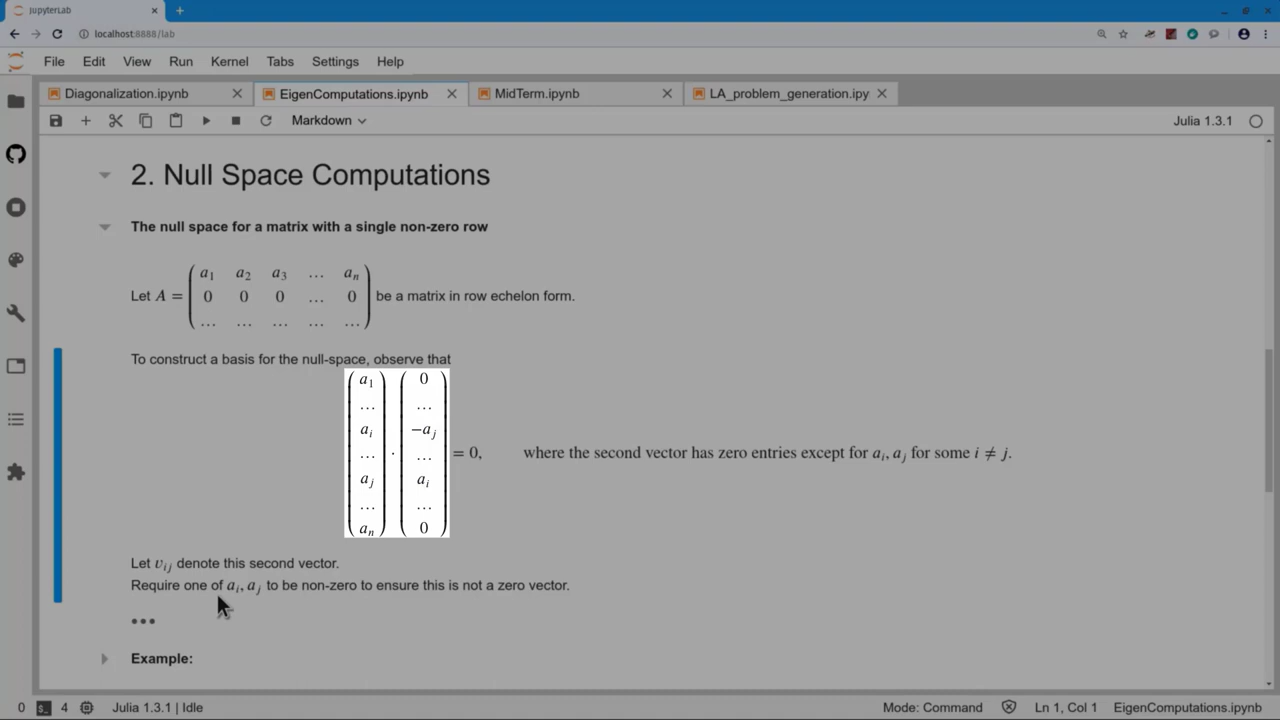 JupyterLab
localhost:8888/lab
File Edit View Run Kernel Tabs Settings Help
Diagonalization.ipynb EigenComputations.ipynb MidTerm.ipynb LA_problem_generation.ipy
Markdown Julia 1.3.1
2. Null Space Computations
The null space for a matrix with a single non-zero row
a₁ a₂ a₃ … aₙ
Let A = 0 0 0 … 0 be a matrix in row echelon form.
… … … … …
To construct a basis for the null-space, observe that
a₁ 0
… …
aᵢ −aⱼ
… · … = 0, where the second vector has zero entries except for aᵢ, aⱼ for some i ≠ j.
aⱼ aᵢ
… …
aₙ 0
Let vᵢⱼ denote this second vector.
Require one of aᵢ, aⱼ to be non-zero to ensure this is not a zero vector.
•••
Example:
0 4 Julia 1.3.1 | Idle Mode: Command Ln 1, Col 1 EigenComputations.ipynb